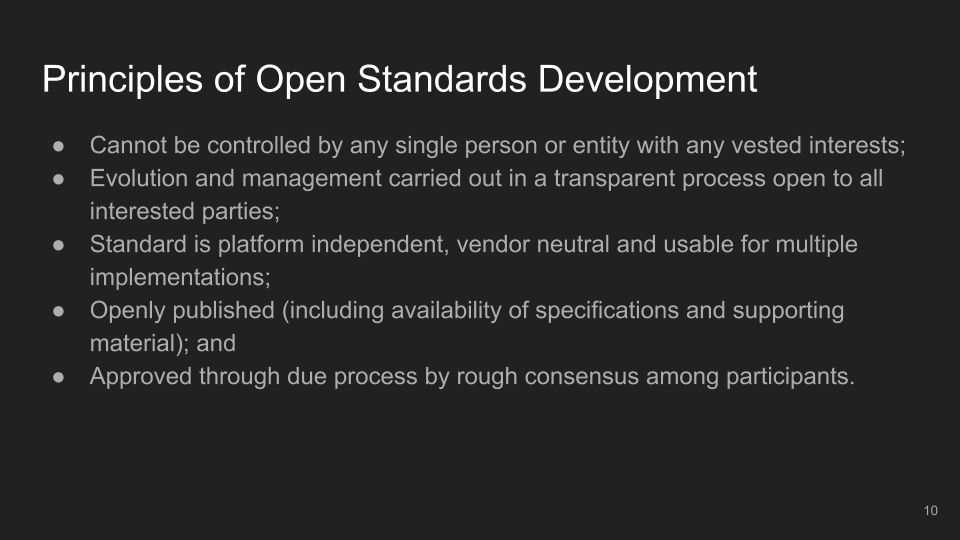 Principles of Open Standards Development
● Cannot be controlled by any single person or entity with any vested interests;
● Evolution and management carried out in a transparent process open to all
interested parties;
● Standard is platform independent, vendor neutral and usable for multiple
implementations;
● Openly published (including availability of specifications and supporting
material); and
● Approved through due process by rough consensus among participants.
10